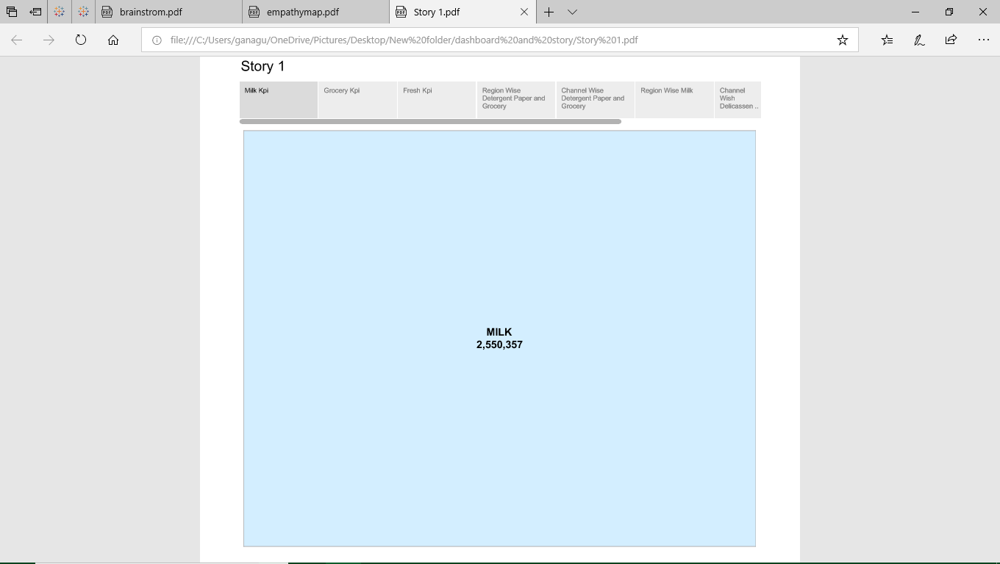 brainstrom.pdf
empathymap.pdf
Story 1.pdf
file:///C:/Users/ganagu/OneDrive/Pictures/Desktop/New%20folder/dashboard%20and%20story/Story%201.pdf
Story 1
Milk Kpi
Grocery Kpi
Fresh Kpi
Region Wise
Detergent Paper and
Grocery
Channel Wise
Detergent Paper and
Grocery
Region Wise Milk
Channel
Wish
Delicassen ..
MILK
2,550,357